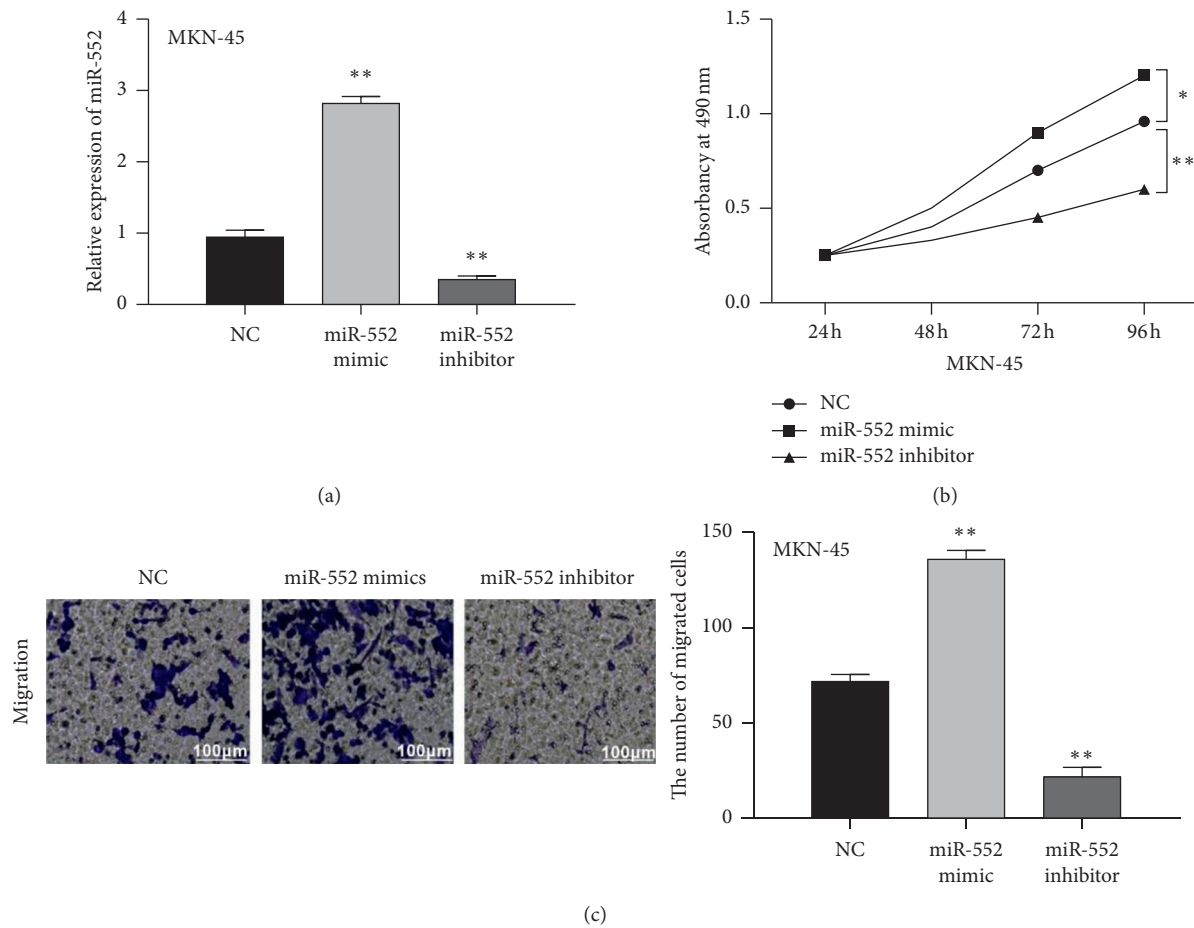 4
3
2
1
0
Relative expression of miR-552
MKN-45
**
**
NC
miR-552
mimic
miR-552
inhibitor
(a)
1.5
1.0
0.5
0.0
Absorbancy at 490 nm
*
**
24 h
48 h
72 h
96 h
MKN-45
NC
miR-552 mimic
miR-552 inhibitor
(b)
Migration
NC
miR-552 mimics
miR-552 inhibitor
100μm
100μm
100μm
150
100
50
0
The number of migrated cells
MKN-45
**
**
NC
miR-552
mimic
miR-552
inhibitor
(c)